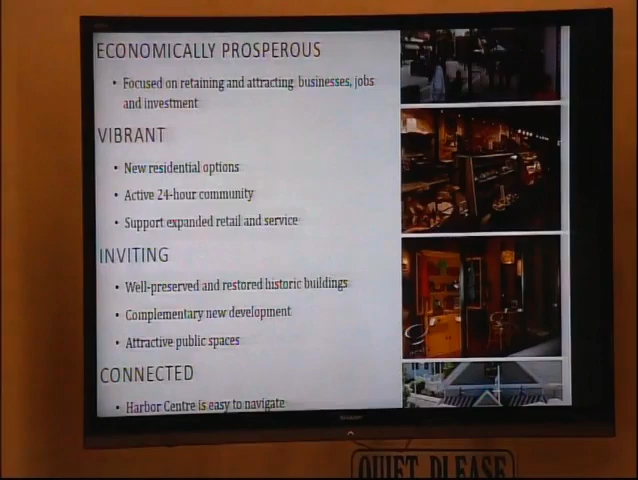 ECONOMICALLY PROSPEROUS
• Focused on retaining and attracting businesses, jobs
and investment
VIBRANT
• New residential options
• Active 24-hour community
• Support expanded retail and service
INVITING
• Well-preserved and restored historic buildings
• Complementary new development
• Attractive public spaces
CONNECTED
• Harbor Centre is easy to navigate
QUIET PLEASE